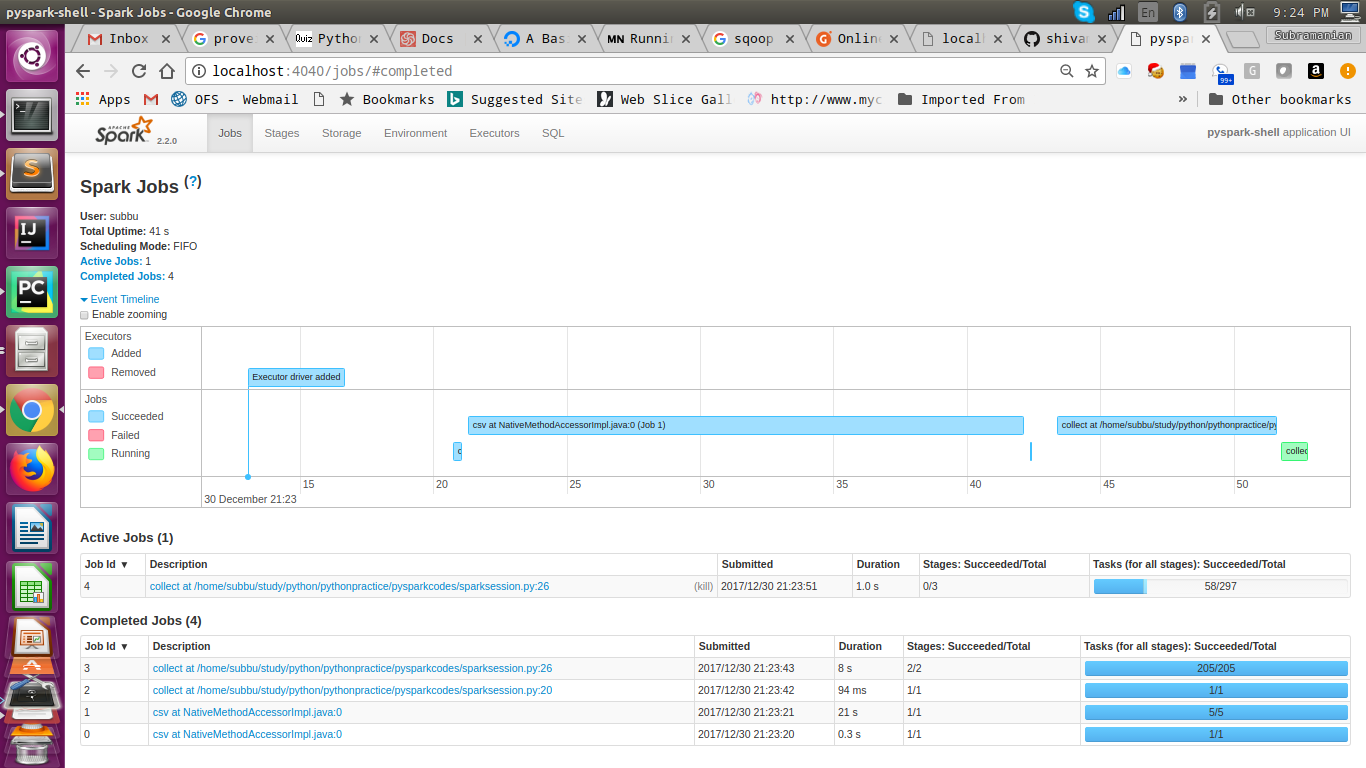 pyspark-shell - Spark Jobs - Google Chrome
En
9:24 PM
Inbox
prove
Quiz Python
Docs
A Bas
MN Runnin
sqoop
Online
local
shiva
pyspa
Subramanian
localhost:4040/jobs/#completed
99+
G
a
Apps
OFS - Webmail
Bookmarks
Suggested Site
Web Slice Gall
http://www.myc
Imported From
»
Other bookmarks
APACHE Spark 2.2.0
Jobs
Stages
Storage
Environment
Executors
SQL
pyspark-shell application UI
Spark Jobs (?)
User: subbu
Total Uptime: 41 s
Scheduling Mode: FIFO
Active Jobs: 1
Completed Jobs: 4
Event Timeline
Enable zooming
Executors
Added
Removed
Executor driver added
Jobs
Succeeded
Failed
Running
csv at NativeMethodAccessorImpl.java:0 (Job 1)
collect at /home/subbu/study/python/pythonpractice/py
c
collec
15 20 25 30 35 40 45 50
30 December 21:23
Active Jobs (1)
Job Id ▼ Description Submitted Duration Stages: Succeeded/Total Tasks (for all stages): Succeeded/Total
4 collect at /home/subbu/study/python/pythonpractice/pysparkcodes/sparksession.py:26 (kill) 2017/12/30 21:23:51 1.0 s 0/3 58/297
Completed Jobs (4)
Job Id ▼ Description Submitted Duration Stages: Succeeded/Total Tasks (for all stages): Succeeded/Total
3 collect at /home/subbu/study/python/pythonpractice/pysparkcodes/sparksession.py:26 2017/12/30 21:23:43 8 s 2/2 205/205
2 collect at /home/subbu/study/python/pythonpractice/pysparkcodes/sparksession.py:20 2017/12/30 21:23:42 94 ms 1/1 1/1
1 csv at NativeMethodAccessorImpl.java:0 2017/12/30 21:23:21 21 s 1/1 5/5
0 csv at NativeMethodAccessorImpl.java:0 2017/12/30 21:23:20 0.3 s 1/1 1/1
S
IJ
PC